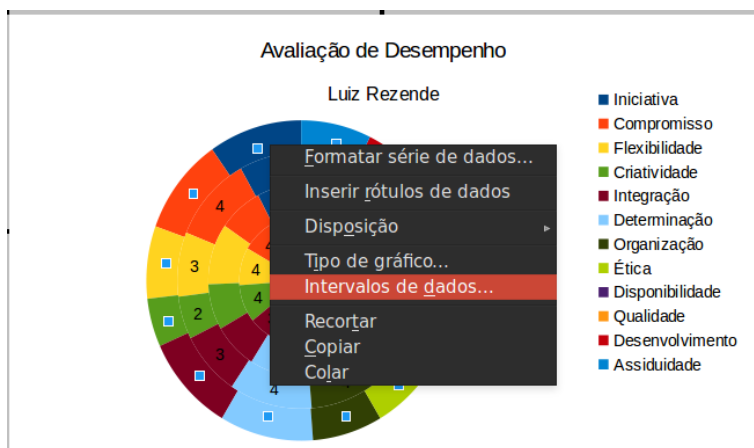 Avaliação de Desempenho
Luiz Rezende
Iniciativa
Compromisso
Flexibilidade
Criatividade
Integração
Determinação
Organização
Ética
Disponibilidade
Qualidade
Desenvolvimento
Assiduidade
Formatar série de dados...
Inserir rótulos de dados
Disposição
Tipo de gráfico...
Intervalos de dados...
Recortar
Copiar
Colar
4
3 4
4
2
3
4